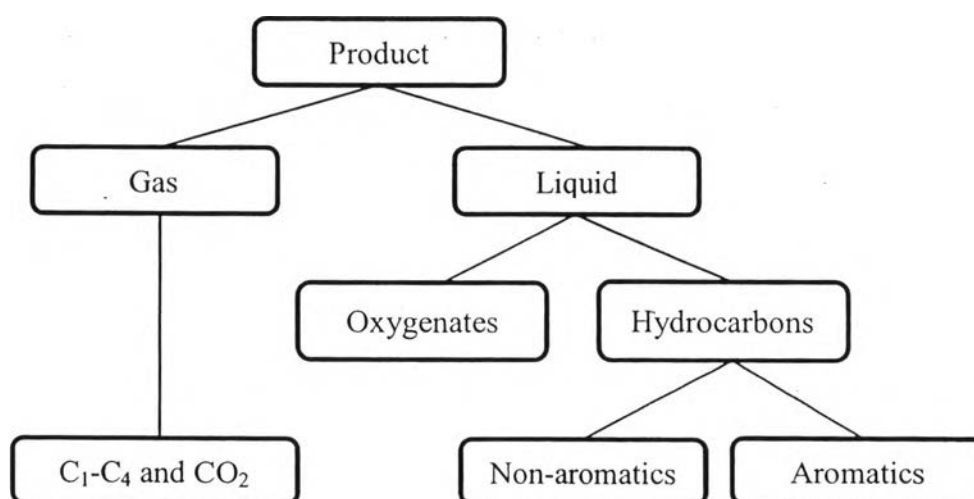 Product
Gas
Liquid
Oxygenates
Hydrocarbons
C₁-C₄ and CO₂
Non-aromatics
Aromatics